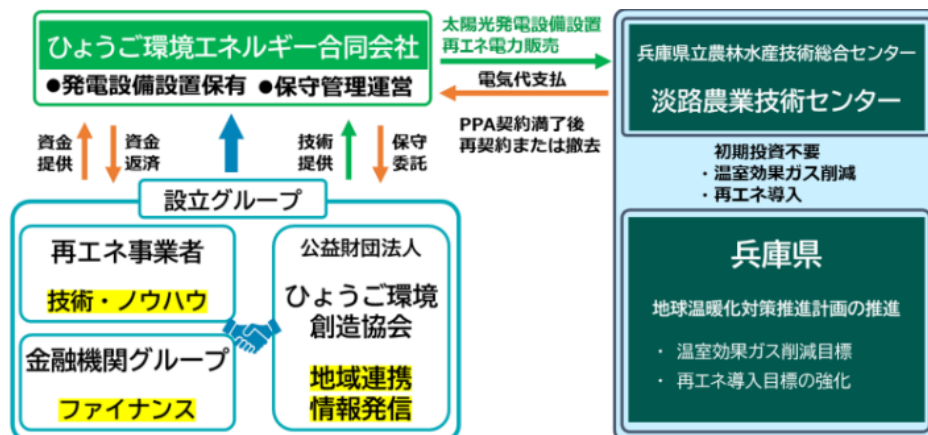 ひょうご環境エネルギー合同会社
●発電設備設置保有 ●保守管理運営
太陽光発電設備設置
再エネ電力販売
電気代支払
PPA契約満了後
再契約または撤去
兵庫県立農林水産技術総合センター
淡路農業技術センター
初期投資不要
・温室効果ガス削減
・再エネ導入
兵庫県
地球温暖化対策推進計画の推進
・ 温室効果ガス削減目標
・ 再エネ導入目標の強化
資金
提供
資金
返済
技術
提供
保守
委託
設立グループ
再エネ事業者
技術・ノウハウ
金融機関グループ
ファイナンス
公益財団法人
ひょうご環境
創造協会
地域連携
情報発信